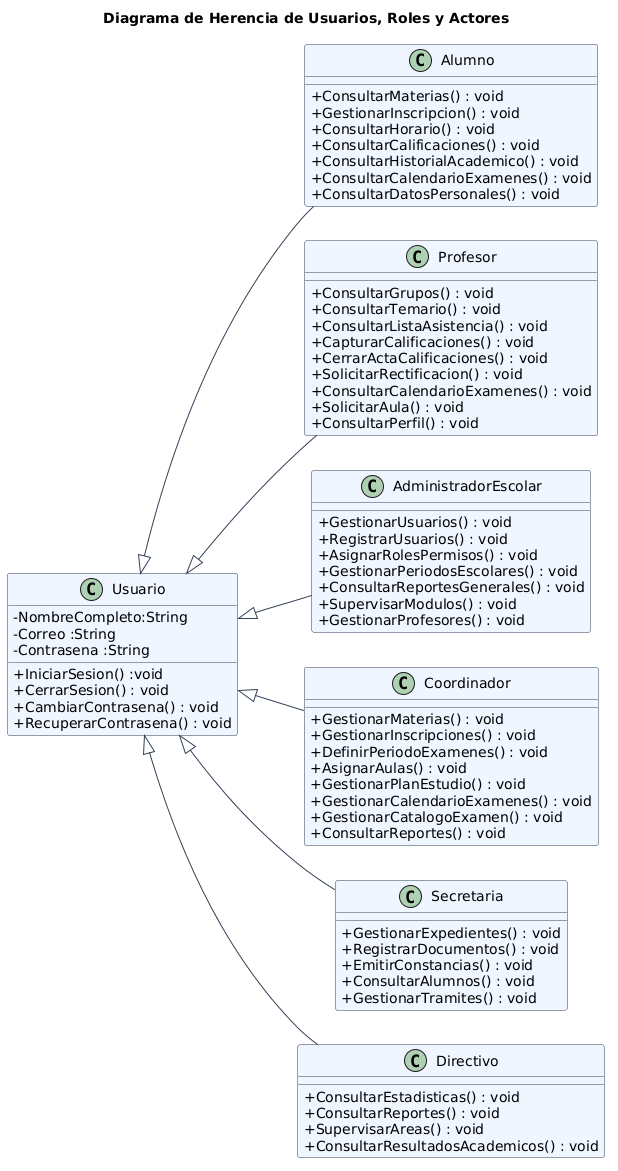 Diagrama de Herencia de Usuarios, Roles y Actores
C Alumno
+ConsultarMaterias() : void
+GestionarInscripcion() : void
+ConsultarHorario() : void
+ConsultarCalificaciones() : void
+ConsultarHistorialAcademico() : void
+ConsultarCalendarioExamenes() : void
+ConsultarDatosPersonales() : void
C Profesor
+ConsultarGrupos() : void
+ConsultarTemario() : void
+ConsultarListaAsistencia() : void
+CapturarCalificaciones() : void
+CerrarActaCalificaciones() : void
+SolicitarRectificacion() : void
+ConsultarCalendarioExamenes() : void
+SolicitarAula() : void
+ConsultarPerfil() : void
C AdministradorEscolar
+GestionarUsuarios() : void
+RegistrarUsuarios() : void
+AsignarRolesPermisos() : void
+GestionarPeriodosEscolares() : void
+ConsultarReportesGenerales() : void
+SupervisarModulos() : void
+GestionarProfesores() : void
C Usuario
-NombreCompleto:String
-Correo :String
-Contrasena :String
+IniciarSesion() :void
+CerrarSesion() : void
+CambiarContrasena() : void
+RecuperarContrasena() : void
C Coordinador
+GestionarMaterias() : void
+GestionarInscripciones() : void
+DefinirPeriodoExamenes() : void
+AsignarAulas() : void
+GestionarPlanEstudio() : void
+GestionarCalendarioExamenes() : void
+GestionarCatalogoExamen() : void
+ConsultarReportes() : void
C Secretaria
+GestionarExpedientes() : void
+RegistrarDocumentos() : void
+EmitirConstancias() : void
+ConsultarAlumnos() : void
+GestionarTramites() : void
C Directivo
+ConsultarEstadisticas() : void
+ConsultarReportes() : void
+SupervisarAreas() : void
+ConsultarResultadosAcademicos() : void